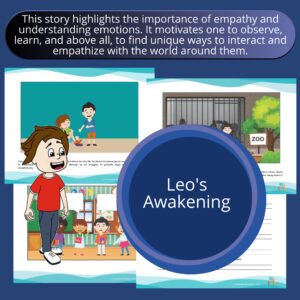 This story highlights the importance of empathy and
understanding emotions. It motivates one to observe,
learn, and above all, to find unique ways to interact and
empathize with the world around them.
ZOO
Leo's
Awakening